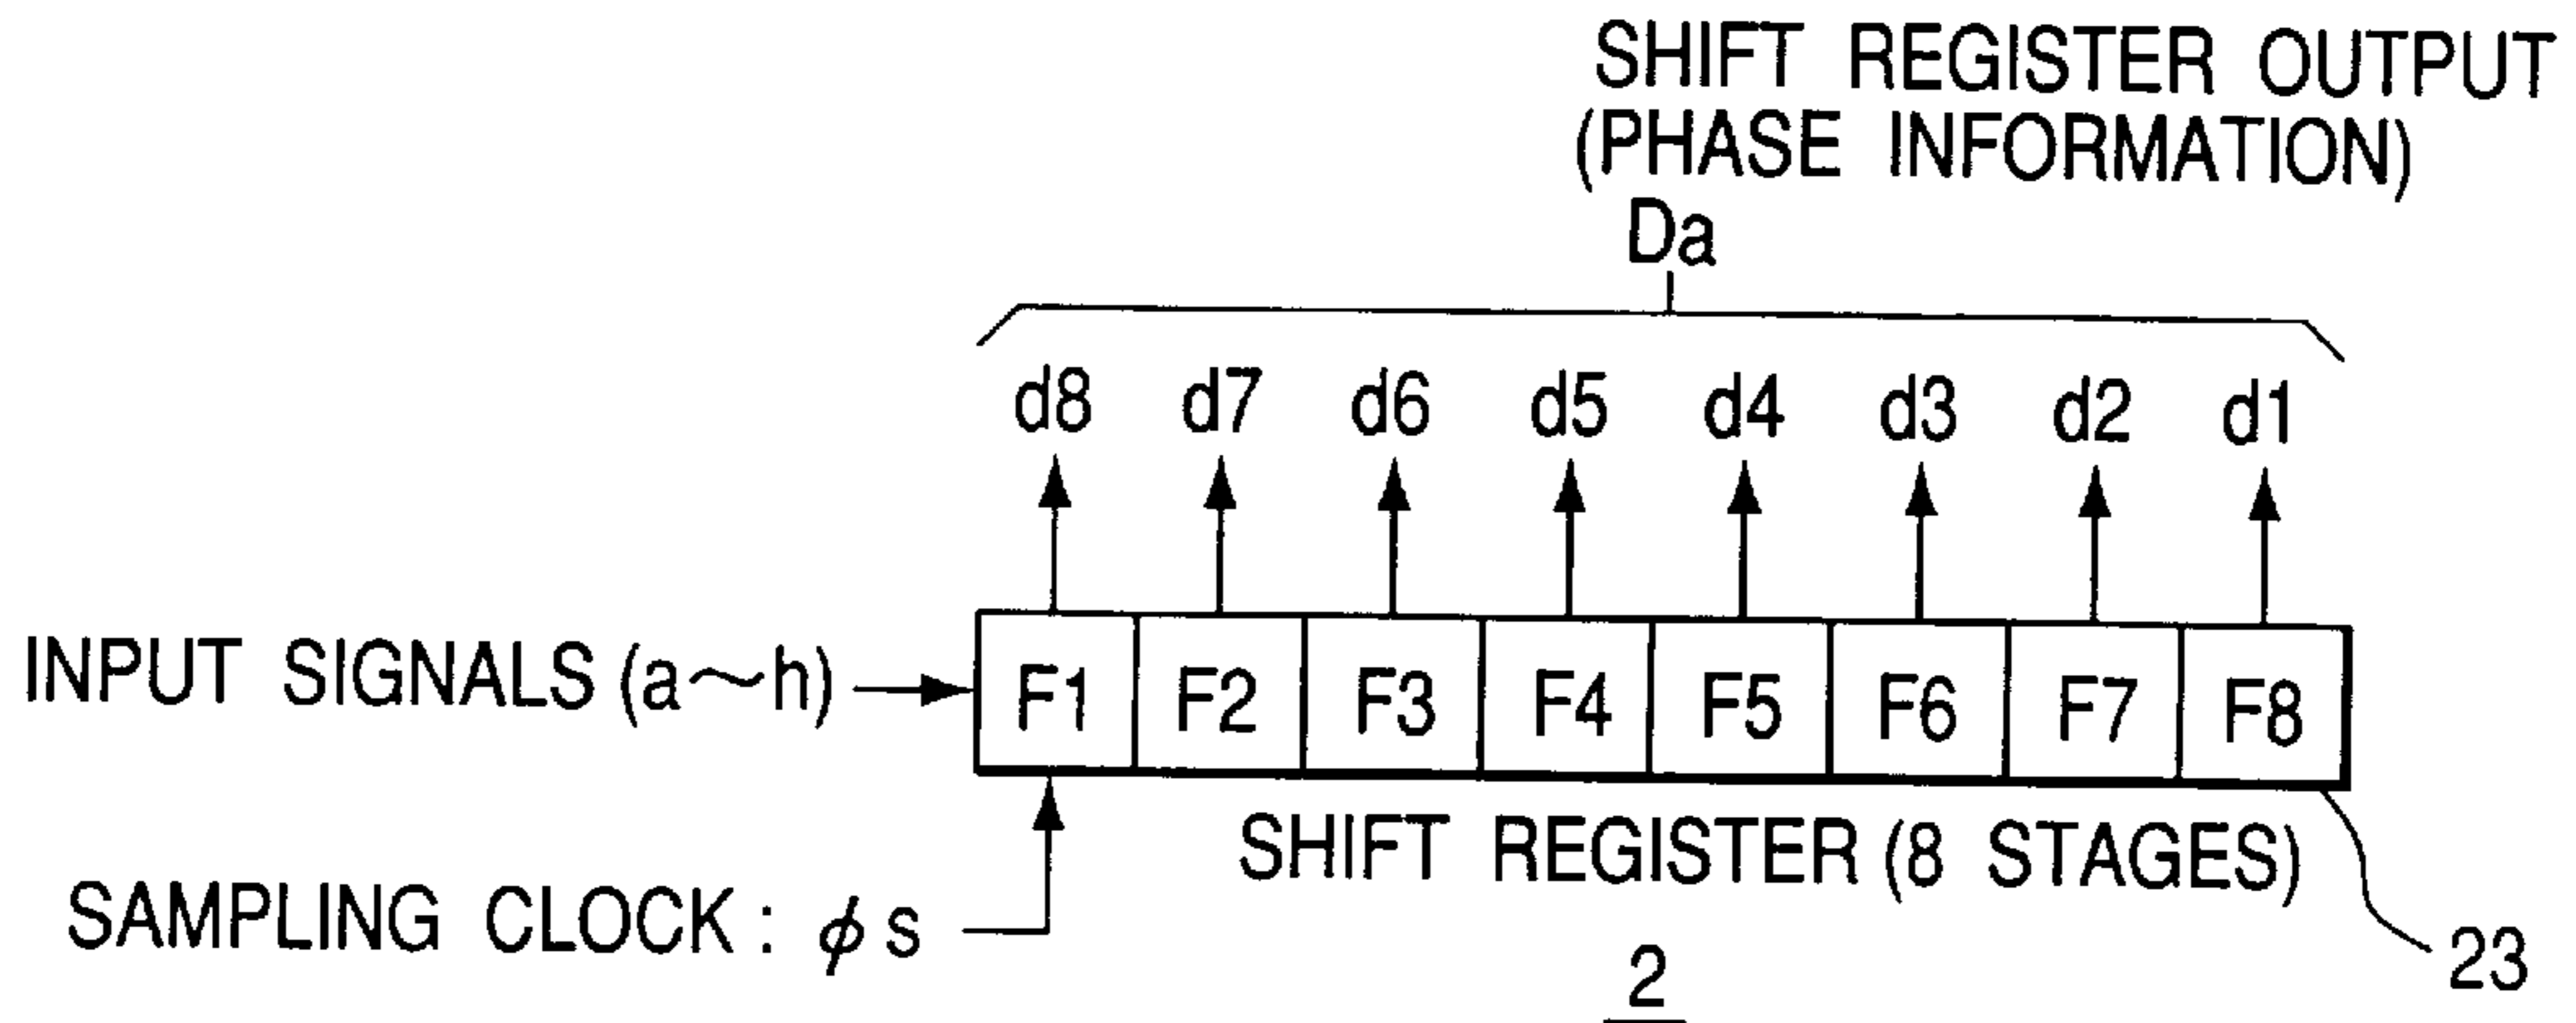 SHIFT REGISTER OUTPUT
(PHASE INFORMATION)
Da
d8 d7 d6 d5 d4 d3 d2 d1
INPUT SIGNALS (a~h)
F1 F2 F3 F4 F5 F6 F7 F8
SHIFT REGISTER (8 STAGES)
SAMPLING CLOCK : ϕs
23
2